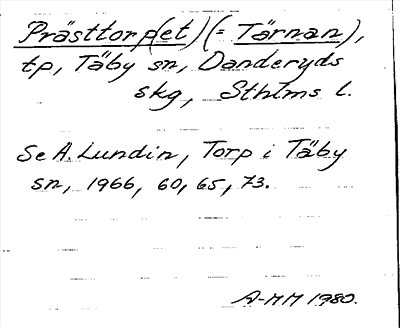 Prästtorp(et) (= Tärnan),
tp, Täby sn, Danderyds
skg, Sthlms l.
Se A. Lundin, Torp i Täby
sn, 1966, 60, 65, 73.
A-MM 1980.